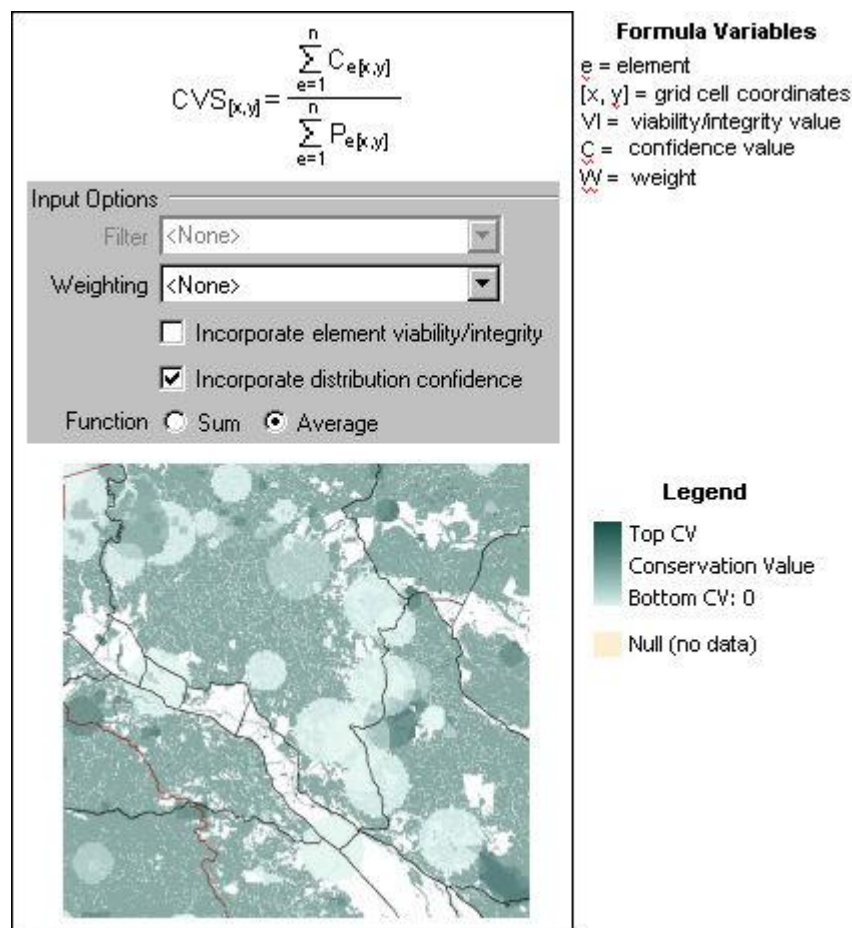 n
∑ C e[x,y]
e=1
CVS[x,y] =
n
∑ P e[x,y]
e=1
Input Options
Filter <None>
Weighting <None>
Incorporate element viability/integrity
Incorporate distribution confidence
Function Sum Average
Formula Variables
e = element
[x, y] = grid cell coordinates
VI = viability/integrity value
C = confidence value
W = weight
Legend
Top CV
Conservation Value
Bottom CV: 0
Null (no data)